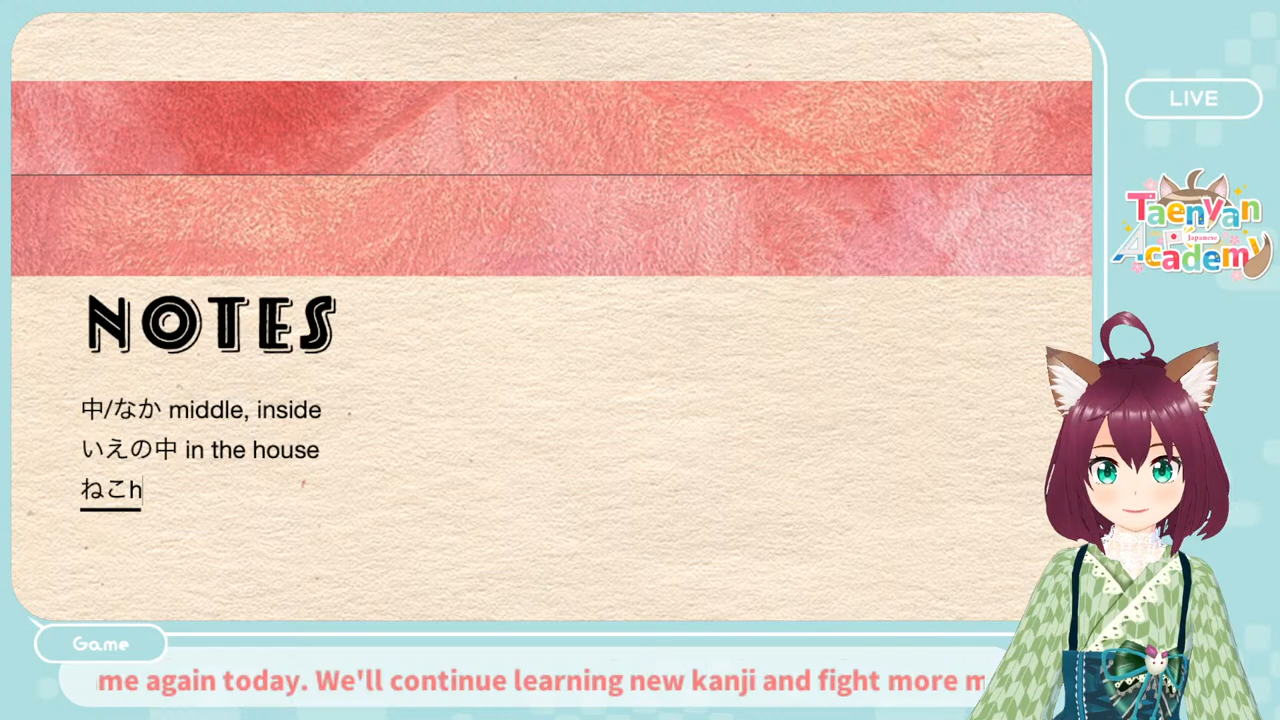 LIVE
Taenyan
Japanese
Academy
NOTES
中/なか middle, inside
いえの中 in the house
ねこh
Game
me again today. We'll continue learning new kanji and fight more m